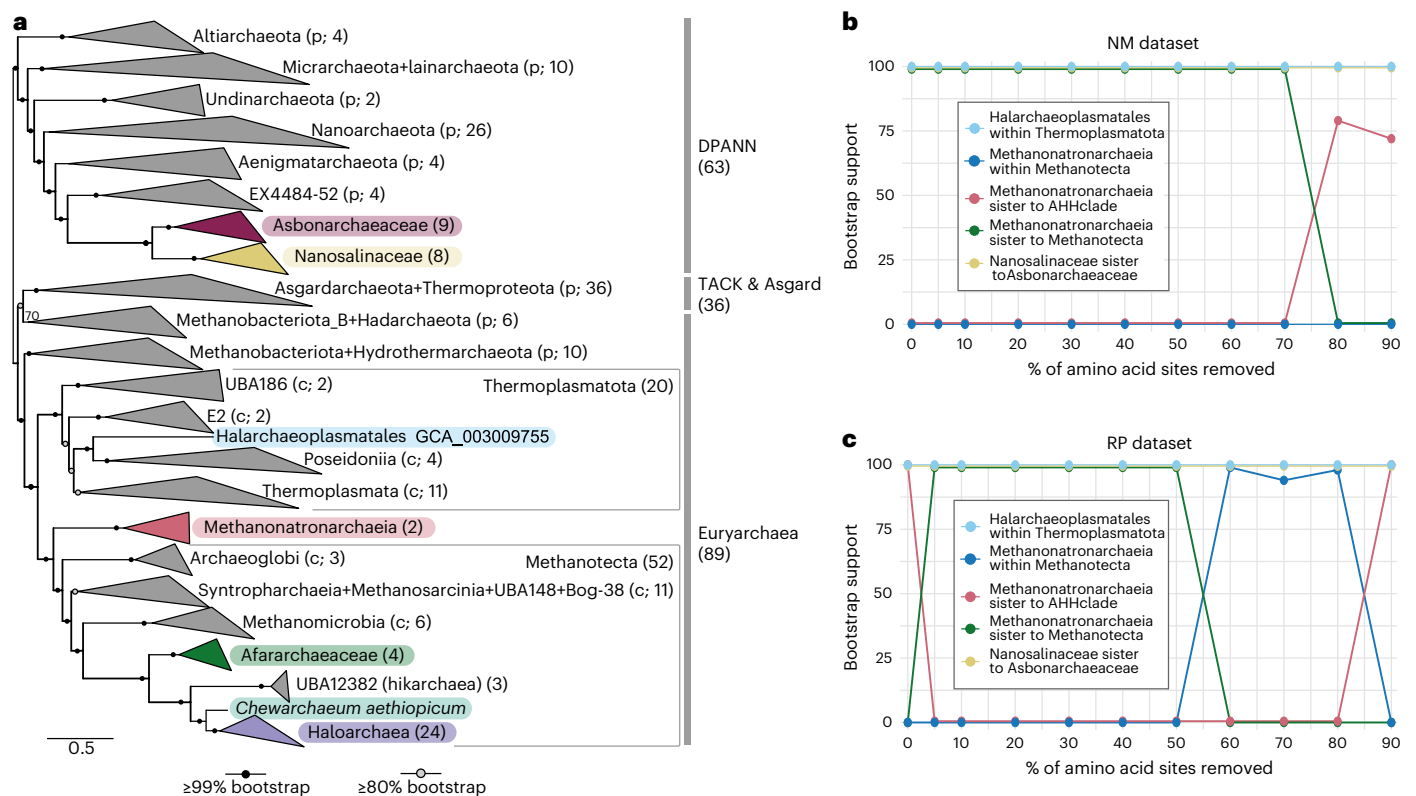 a
Altiarchaeota (p; 4)
Micrarchaeota+Iainarchaeota (p; 10)
Undinarchaeota (p; 2)
Nanoarchaeota (p; 26)
Aenigmatarchaeota (p; 4)
EX4484-52 (p; 4)
Asbonarchaeaceae (9)
Nanosalinaceae (8)
DPANN
(63)
Asgardarchaeota+Thermoproteota (p; 36)
TACK & Asgard
(36)
70
Methanobacteriota_B+Hadarchaeota (p; 6)
Methanobacteriota+Hydrothermarchaeota (p; 10)
UBA186 (c; 2)
Thermoplasmatota (20)
E2 (c; 2)
Halarchaeoplasmatales GCA_003009755
Poseidoniia (c; 4)
Thermoplasmata (c; 11)
Methanonatronarchaeia (2)
Euryarchaea
(89)
Archaeoglobi (c; 3)
Methanotecta (52)
Syntropharchaeia+Methanosarcinia+UBA148+Bog-38 (c; 11)
Methanomicrobia (c; 6)
Afararchaeaceae (4)
UBA12382 (hikarchaea) (3)
Chewarchaeum aethiopicum
Haloarchaea (24)
0.5
≥99% bootstrap
≥80% bootstrap
b
NM dataset
Bootstrap support
100
75
50
25
0
Halarchaeoplasmatales
within Thermoplasmatota
Methanonatronarchaeia
within Methanotecta
Methanonatronarchaeia
sister to AHHclade
Methanonatronarchaeia
sister to Methanotecta
Nanosalinaceae sister
toAsbonarchaeaceae
0 10 20 30 40 50 60 70 80 90
% of amino acid sites removed
c
RP dataset
Bootstrap support
100
75
50
25
0
Halarchaeoplasmatales
within Thermoplasmatota
Methanonatronarchaeia
within Methanotecta
Methanonatronarchaeia
sister to AHHclade
Methanonatronarchaeia
sister to Methanotecta
Nanosalinaceae sister
to Asbonarchaeaceae
0 10 20 30 40 50 60 70 80 90
% of amino acid sites removed